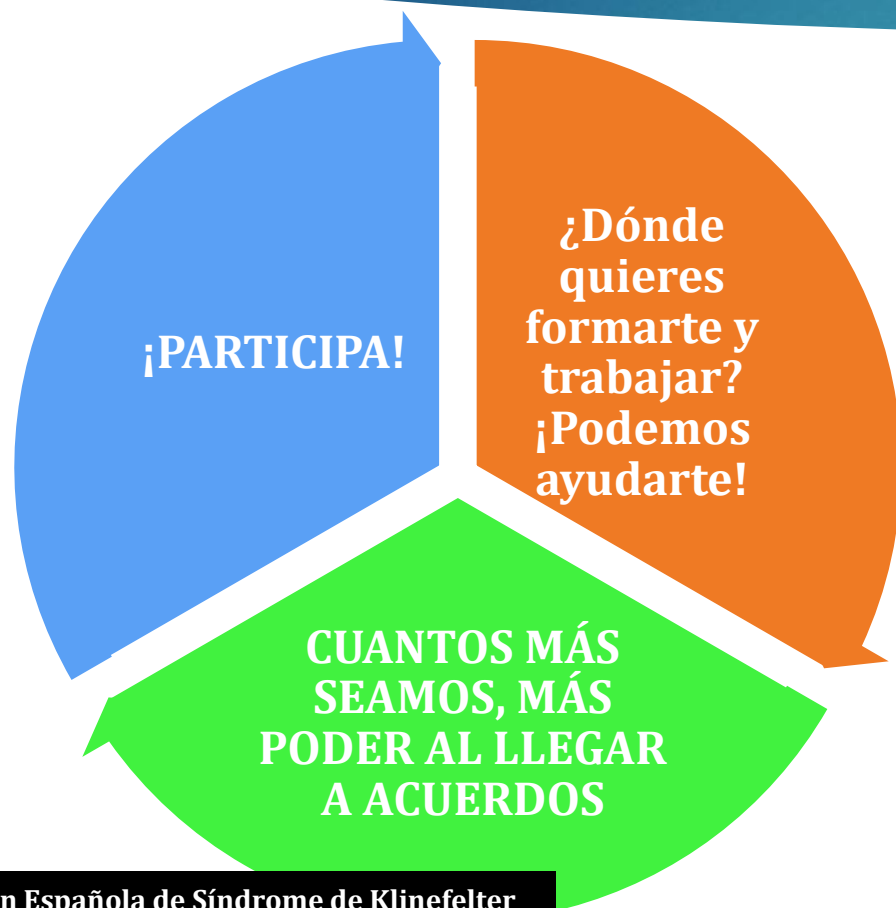 ¡PARTICIPA!
¿Dónde
quieres
formarte y
trabajar?
¡Podemos
ayudarte!
CUANTOS MÁS
SEAMOS, MÁS
PODER AL LLEGAR
A ACUERDOS
n Española de Síndrome de Klinefelter